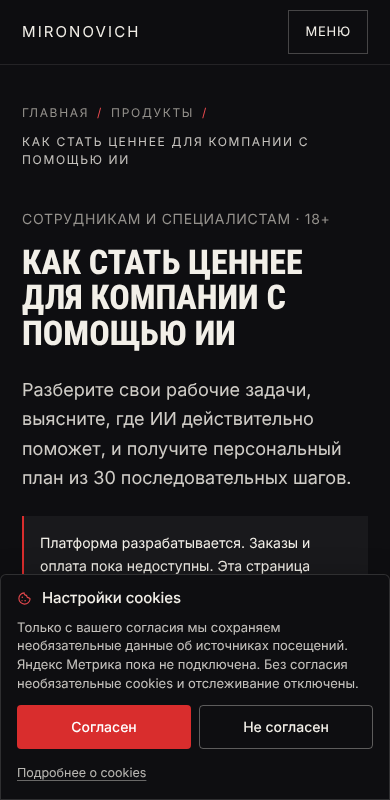 MIRONOVICH
МЕНЮ
ГЛАВНАЯ / ПРОДУКТЫ /
КАК СТАТЬ ЦЕННЕЕ ДЛЯ КОМПАНИИ С
ПОМОЩЬЮ ИИ
СОТРУДНИКАМ И СПЕЦИАЛИСТАМ · 18+
КАК СТАТЬ ЦЕННЕЕ
ДЛЯ КОМПАНИИ С
ПОМОЩЬЮ ИИ
Разберите свои рабочие задачи,
выясните, где ИИ действительно
поможет, и получите персональный
план из 30 последовательных шагов.
Платформа разрабатывается. Заказы и
оплата пока недоступны. Эта страница
Настройки cookies
Только с вашего согласия мы сохраняем
необязательные данные об источниках посещений.
Яндекс Метрика пока не подключена. Без согласия
необязательные cookies и отслеживание отключены.
Согласен
Не согласен
Подробнее о cookies